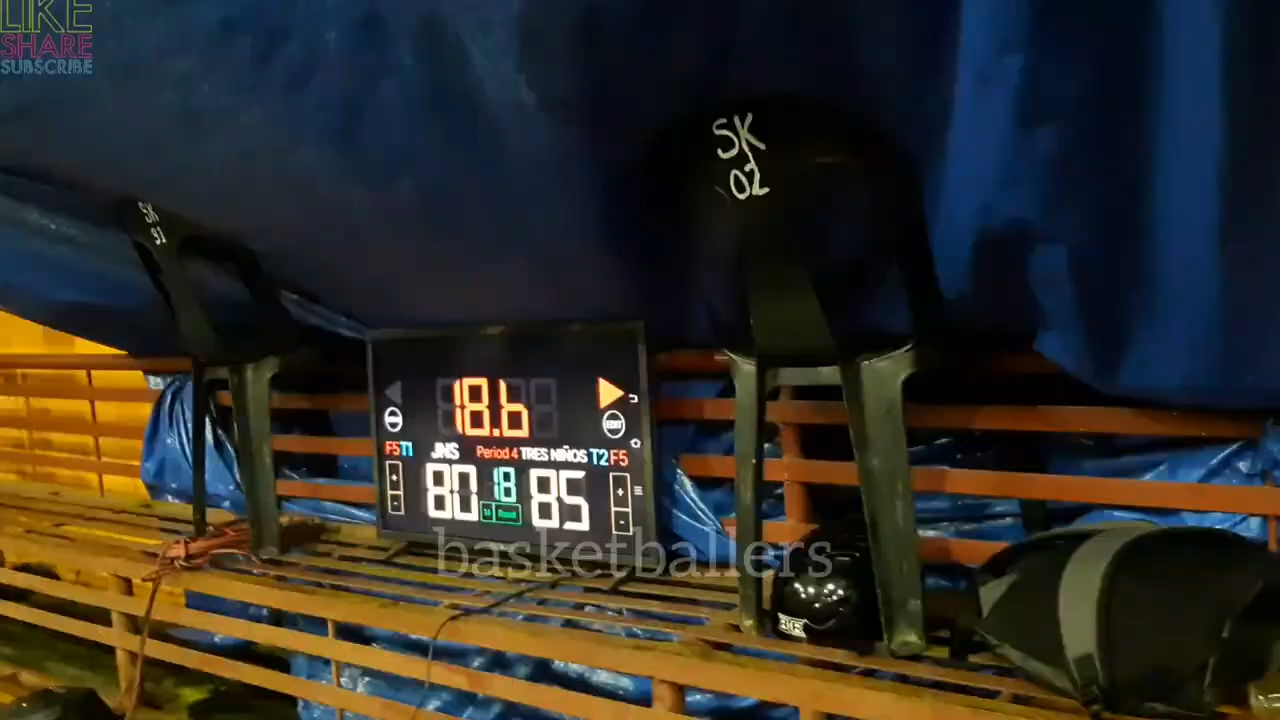 LIKE
SHARE
SUBSCRIBE
SK
02
SK
18.6
EDIT
F5 T1 JNS Period 4 TRES NIÑOS T2 F5
80 18 85
+ +
- -
basketballers